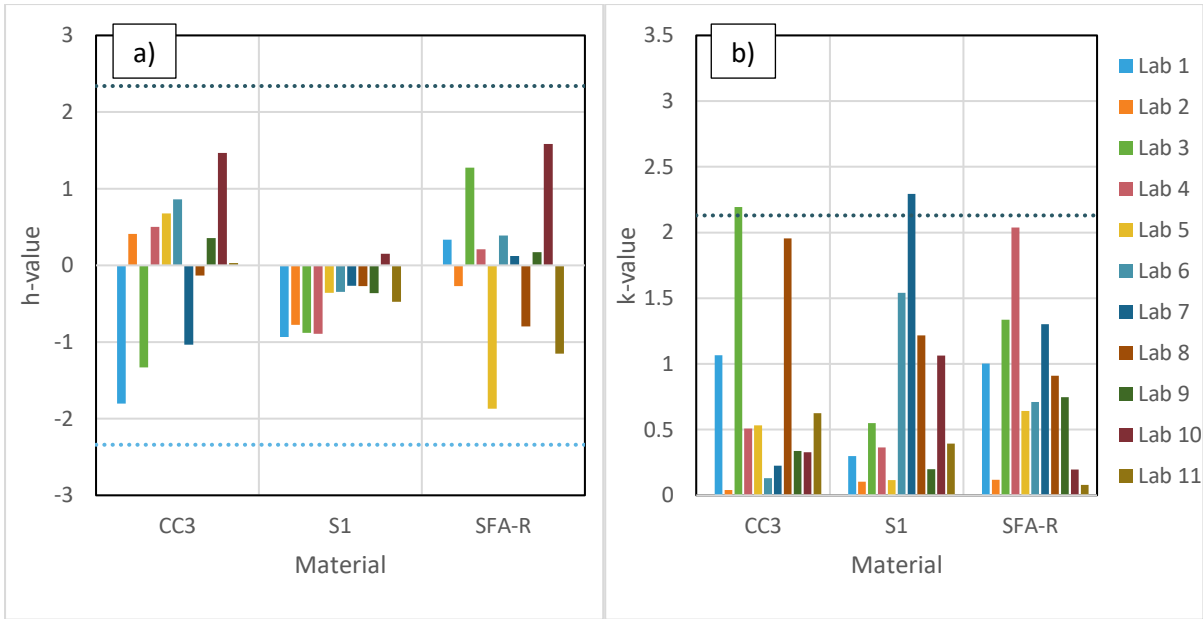 a)
3
2
1
0
-1
-2
-3
h-value
CC3
S1
SFA-R
Material
b)
3.5
3
2.5
2
1.5
1
0.5
0
k-value
CC3
S1
SFA-R
Material
Lab 1
Lab 2
Lab 3
Lab 4
Lab 5
Lab 6
Lab 7
Lab 8
Lab 9
Lab 10
Lab 11